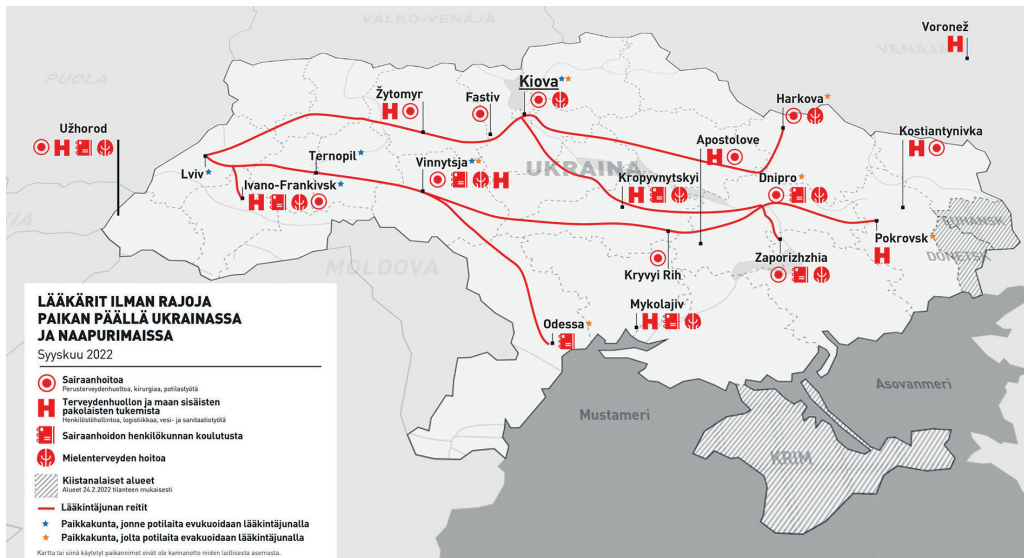 VALKO-VENÄJÄ
Voronež
VENÄJÄ
PUOLA
Kiova
Žytomyr
Fastiv
Harkova
Užhorod
Apostolove
Kostiantynivka
Ternopil
Vinnytsja
UKRAINA
Lviv
Ivano-Frankivsk
Kropyvnytskyi
Dnipro
LUHANSK
Pokrovsk
DONETSK
MOLDOVA
Kryvyi Rih
Zaporizhzhia
Mykolajiv
Odessa
Mustameri
Asovanmeri
KRIM
LÄÄKÄRIT ILMAN RAJOJA
PAIKAN PÄÄLLÄ UKRAINASSA
JA NAAPURIMAISSA
Syyskuu 2022
Sairaanhoitoa
Perusterveydenhuoltoa, kirurgiaa, potilastyötä
Terveydenhuollon ja maan sisäisten
pakolaisten tukemista
Henkilöstöhallintoa, logistiikkaa, vesi- ja sanitaatiotyötä
Sairaanhoidon henkilökunnan koulutusta
Mielenterveyden hoitoa
Kiistanalaiset alueet
Alueet 24.2.2022 tilanteen mukaisesti
Lääkintäjunan reitit
Paikkakunta, jonne potilaita evukuoidaan lääkintäjunalla
Paikkakunta, jolta potilaita evakuoidaan lääkintäjunalla
Kartta tai siinä käytetyt paikannimet eivät ole kannanotto niiden laillisesta asemasta.